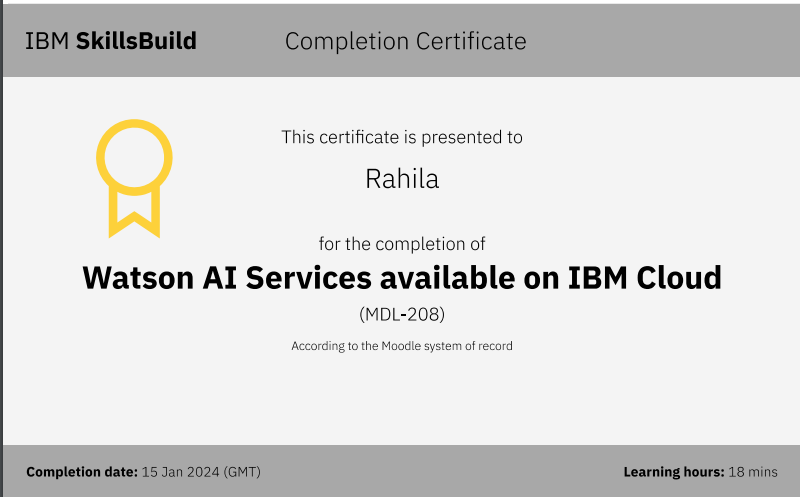 IBM SkillsBuild Completion Certificate
This certificate is presented to
Rahila
for the completion of
Watson AI Services available on IBM Cloud
(MDL-208)
According to the Moodle system of record
Completion date: 15 Jan 2024 (GMT) Learning hours: 18 mins